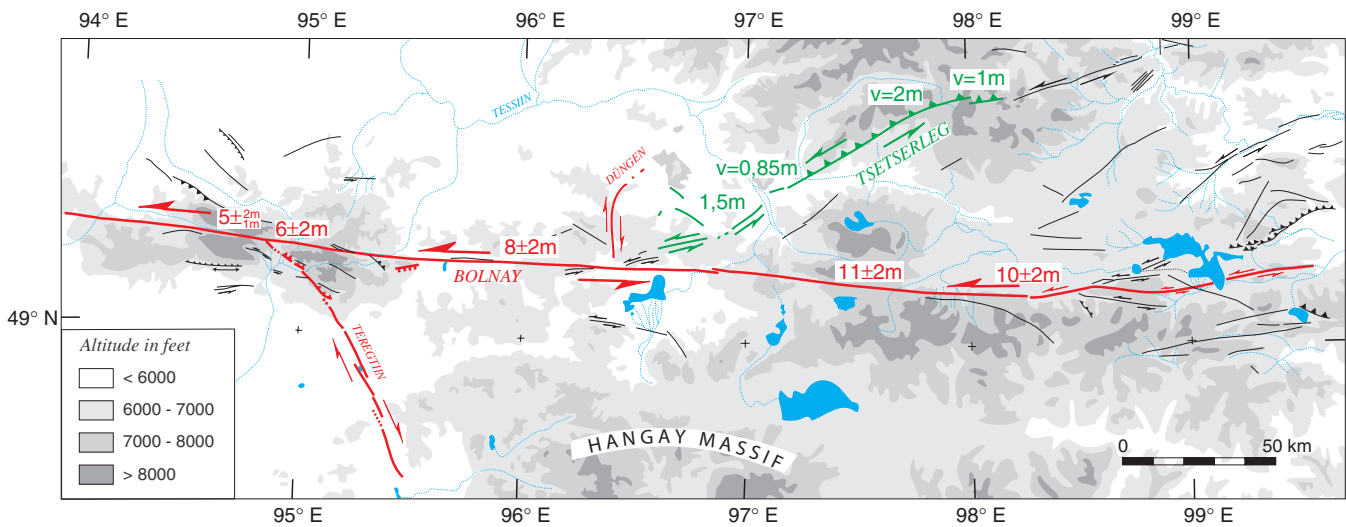 94° E 95° E 96° E 97° E 98° E 99° E
TESSIIN
v=1m
v=2m
TSETSERLEG
v=0,85m
1,5m
DÜNGEN
5±2m
1m
6±2m
8±2m
BOLNAY
11±2m
10±2m
49° N
TEREGTIIN
Altitude in feet
< 6000
6000 - 7000
7000 - 8000
> 8000
HANGAY MASSIF
0 50 km
95° E 96° E 97° E 98° E 99° E